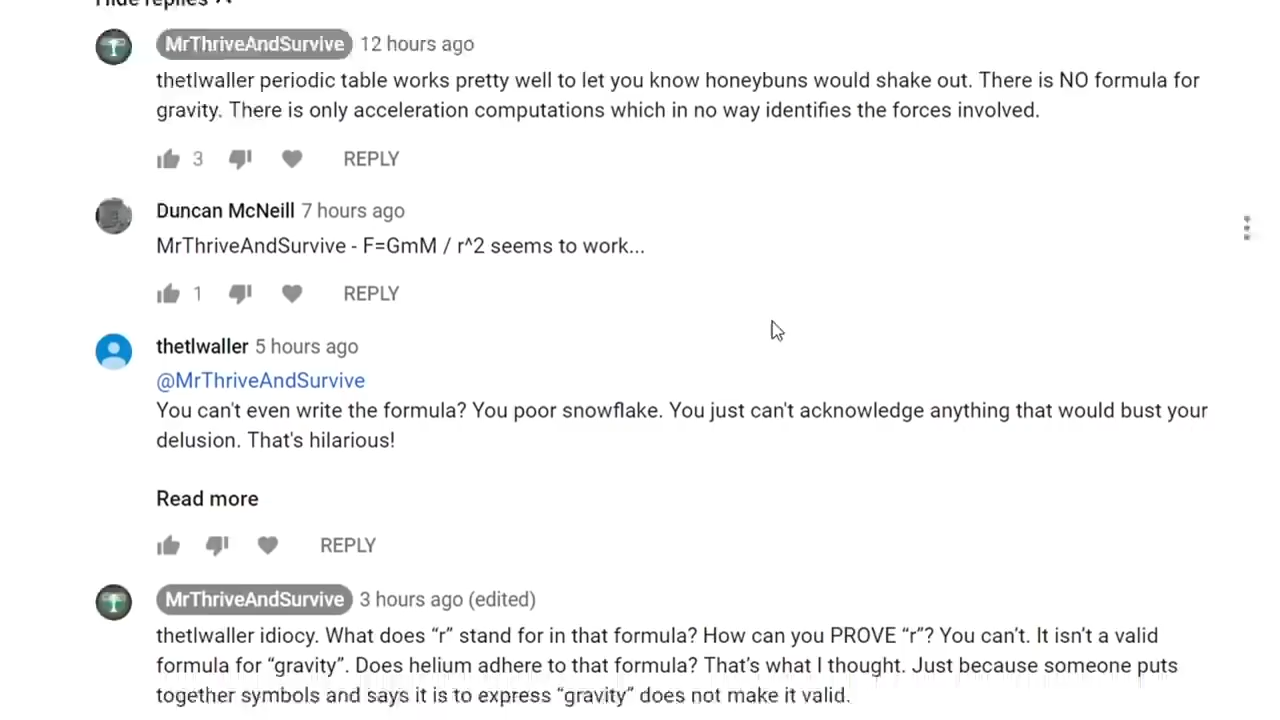 Hide replies
MrThriveAndSurvive 12 hours ago
thetlwaller periodic table works pretty well to let you know honeybuns would shake out. There is NO formula for
gravity. There is only acceleration computations which in no way identifies the forces involved.
3 REPLY
Duncan McNeill 7 hours ago
MrThriveAndSurvive - F=GmM / r^2 seems to work...
1 REPLY
thetlwaller 5 hours ago
@MrThriveAndSurvive
You can't even write the formula? You poor snowflake. You just can't acknowledge anything that would bust your
delusion. That's hilarious!
Read more
REPLY
MrThriveAndSurvive 3 hours ago (edited)
thetlwaller idiocy. What does “r” stand for in that formula? How can you PROVE “r”? You can’t. It isn’t a valid
formula for “gravity”. Does helium adhere to that formula? That’s what I thought. Just because someone puts
together symbols and says it is to express “gravity” does not make it valid.